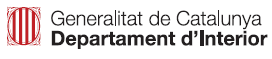 Generalitat de Catalunya
Departament d'Interior